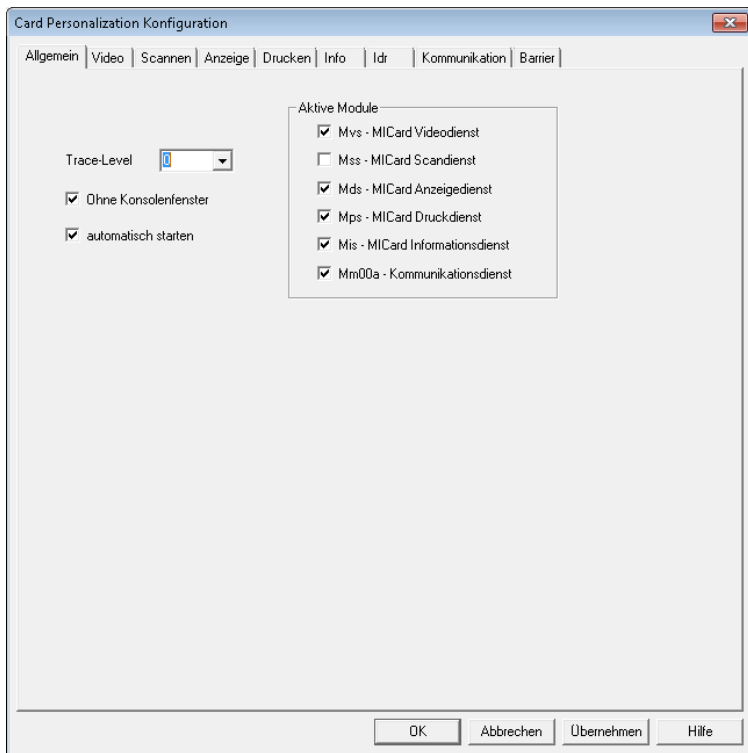 Card Personalization Konfiguration
Allgemein Video Scannen Anzeige Drucken Info Idr Kommunikation Barrier
Aktive Module
Mvs - MICard Videodienst
Trace-Level 0
Mss - MICard Scandienst
Mds - MICard Anzeigedienst
Ohne Konsolenfenster
Mps - MICard Druckdienst
automatisch starten
Mis - MICard Informationsdienst
Mm00a - Kommunikationsdienst
OK Abbrechen Übernehmen Hilfe